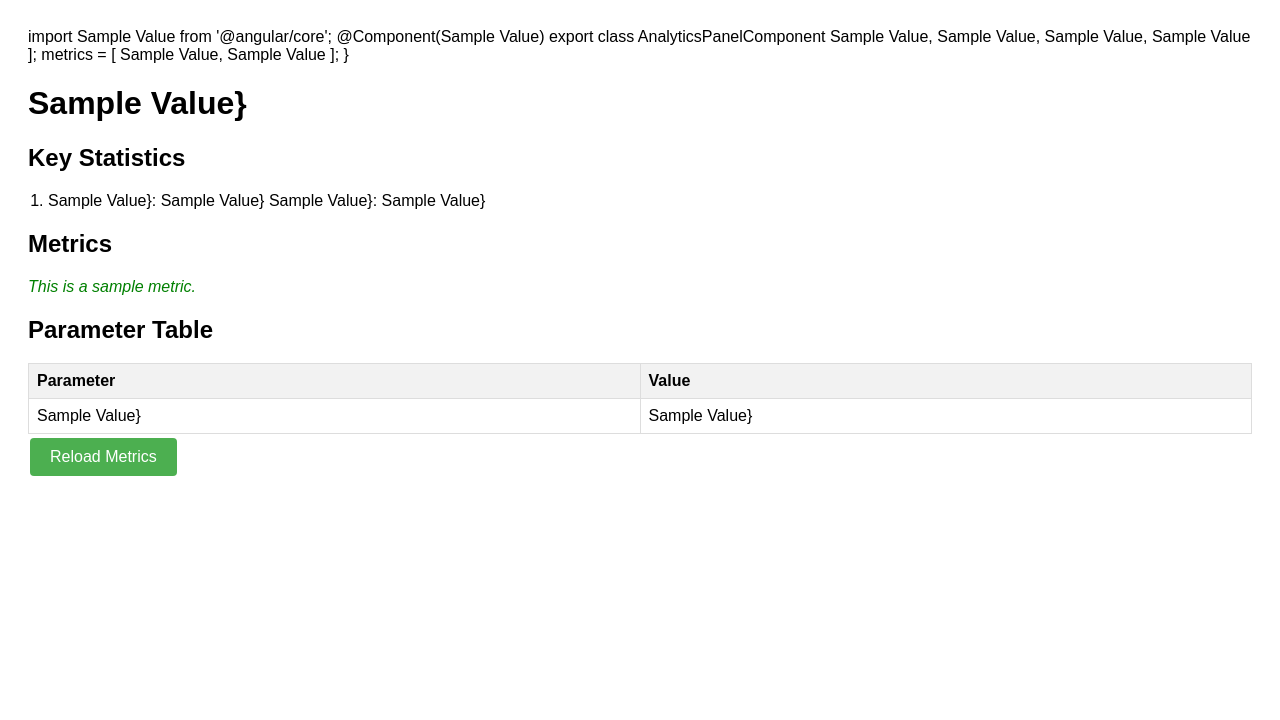 import Sample Value from '@angular/core'; @Component(Sample Value) export class AnalyticsPanelComponent Sample Value, Sample Value, Sample Value, Sample Value
]; metrics = [ Sample Value, Sample Value ]; }
Sample Value}
Key Statistics
1. Sample Value}: Sample Value} Sample Value}: Sample Value}
Metrics
This is a sample metric.
Parameter Table
Parameter Value
Sample Value} Sample Value}
Reload Metrics